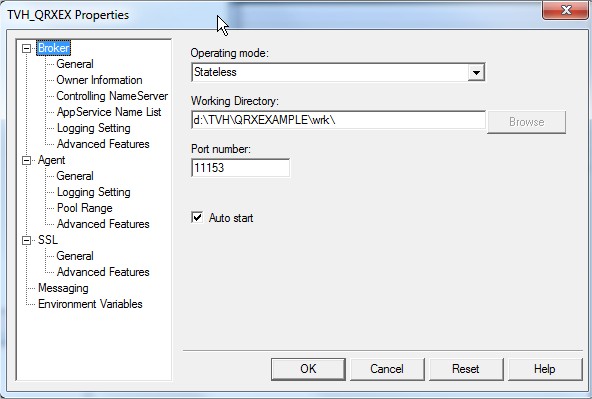 TVH_QRXEX Properties
Broker
General
Owner Information
Controlling NameServer
AppService Name List
Logging Setting
Advanced Features
Agent
General
Logging Setting
Pool Range
Advanced Features
SSL
General
Advanced Features
Messaging
Environment Variables
Operating mode:
Stateless
Working Directory:
d:\TVH\QRXEXAMPLE\wrk\
Browse
Port number:
11153
Auto start
OK
Cancel
Reset
Help